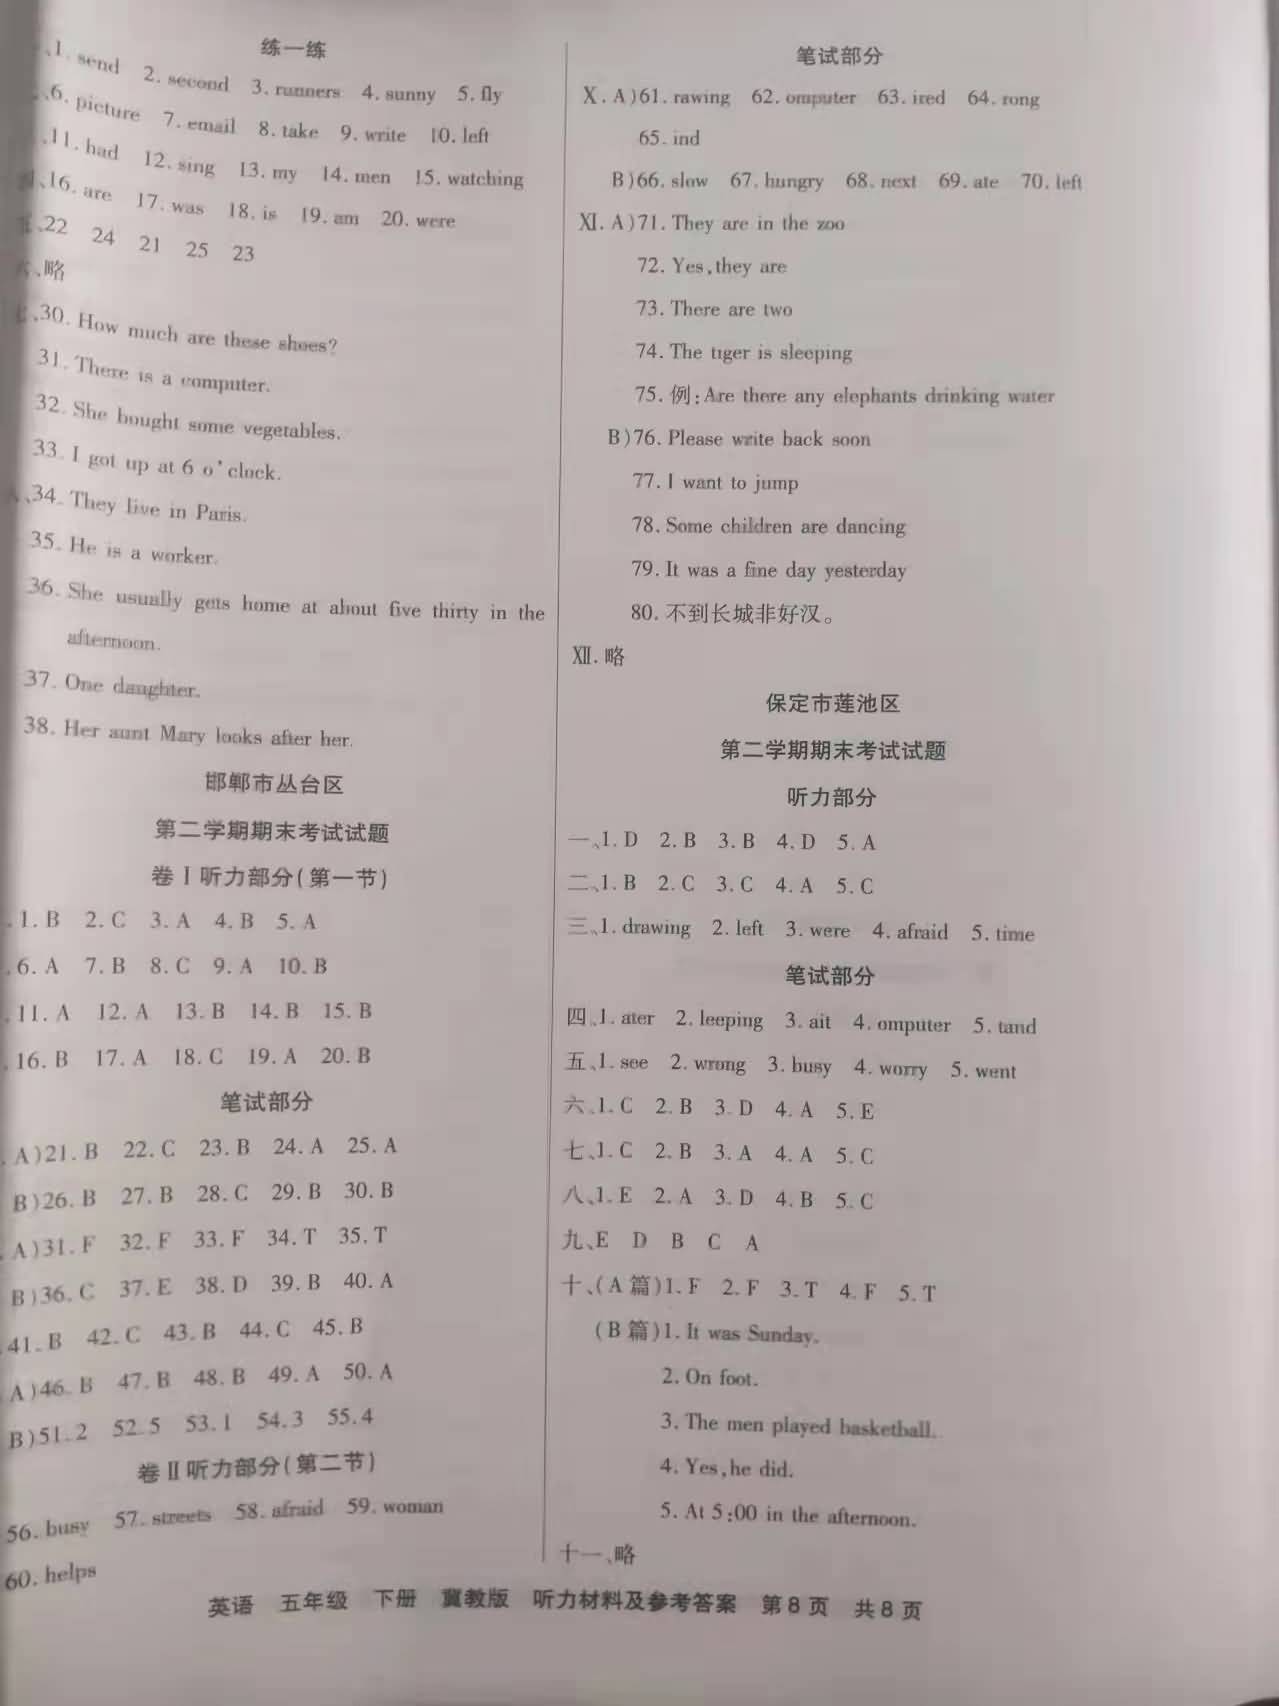 练一练
、1. send 2. second 3. runners 4. sunny 5. fly
、6. picture 7. email 8. take 9. write 10. left
、11. had 12. sing 13. my 14. men 15. watching
四、16. are 17. was 18. is 19. am 20. were
五、22 24 21 25 23
六、略
七、30. How much are these shoes?
31. There is a computer.
32. She bought some vegetables.
33. I got up at 6 o'clock.
、34. They live in Paris.
35. He is a worker.
36. She usually gets home at about five thirty in the
afternoon.
37. One daughter.
38. Her aunt Mary looks after her.
邯郸市丛台区
第二学期期末考试试题
卷Ⅰ听力部分(第一节)
. 1. B 2. C 3. A 4. B 5. A
. 6. A 7. B 8. C 9. A 10. B
. 11. A 12. A 13. B 14. B 15. B
. 16. B 17. A 18. C 19. A 20. B
笔试部分
. A)21. B 22. C 23. B 24. A 25. A
B)26. B 27. B 28. C 29. B 30. B
. A)31. F 32. F 33. F 34. T 35. T
B)36. C 37. E 38. D 39. B 40. A
. 41. B 42. C 43. B 44. C 45. B
A)46. B 47. B 48. B 49. A 50. A
B)51. 2 52. 5 53. 1 54. 3 55. 4
卷Ⅱ听力部分(第二节)
56. busy 57. streets 58. afraid 59. woman
60. helps
笔试部分
Ⅹ. A)61. rawing 62. omputer 63. ired 64. rong
65. ind
B)66. slow 67. hungry 68. next 69. ate 70. left
Ⅺ. A)71. They are in the zoo
72. Yes,they are
73. There are two
74. The tiger is sleeping
75. 例:Are there any elephants drinking water
B)76. Please write back soon
77. I want to jump
78. Some children are dancing
79. It was a fine day yesterday
80. 不到长城非好汉。
Ⅻ. 略
保定市莲池区
第二学期期末考试试题
听力部分
一、1. D 2. B 3. B 4. D 5. A
二、1. B 2. C 3. C 4. A 5. C
三、1. drawing 2. left 3. were 4. afraid 5. time
笔试部分
四、1. ater 2. leeping 3. ait 4. omputer 5. tand
五、1. see 2. wrong 3. busy 4. worry 5. went
六、1. C 2. B 3. D 4. A 5. E
七、1. C 2. B 3. A 4. A 5. C
八、1. E 2. A 3. D 4. B 5. C
九、E D B C A
十、(A篇)1. F 2. F 3. T 4. F 5. T
(B篇)1. It was Sunday.
2. On foot.
3. The men played basketball.
4. Yes,he did.
5. At 5:00 in the afternoon.
十一、略
英语 五年级 下册 冀教版 听力材料及参考答案 第8页 共8页